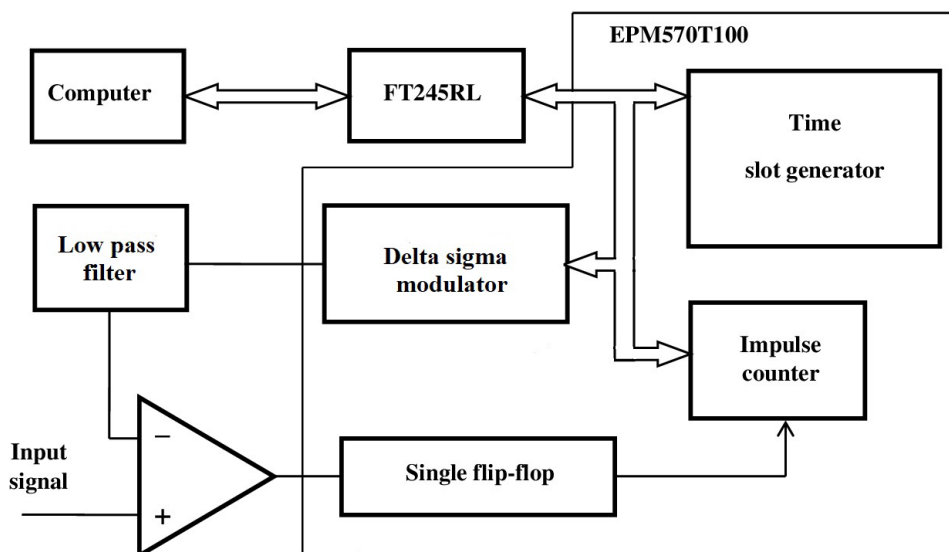 EPM570T100
Computer
FT245RL
Time
slot generator
Low pass
filter
Delta sigma
modulator
Impulse
counter
Input
signal
−
+
Single flip-flop